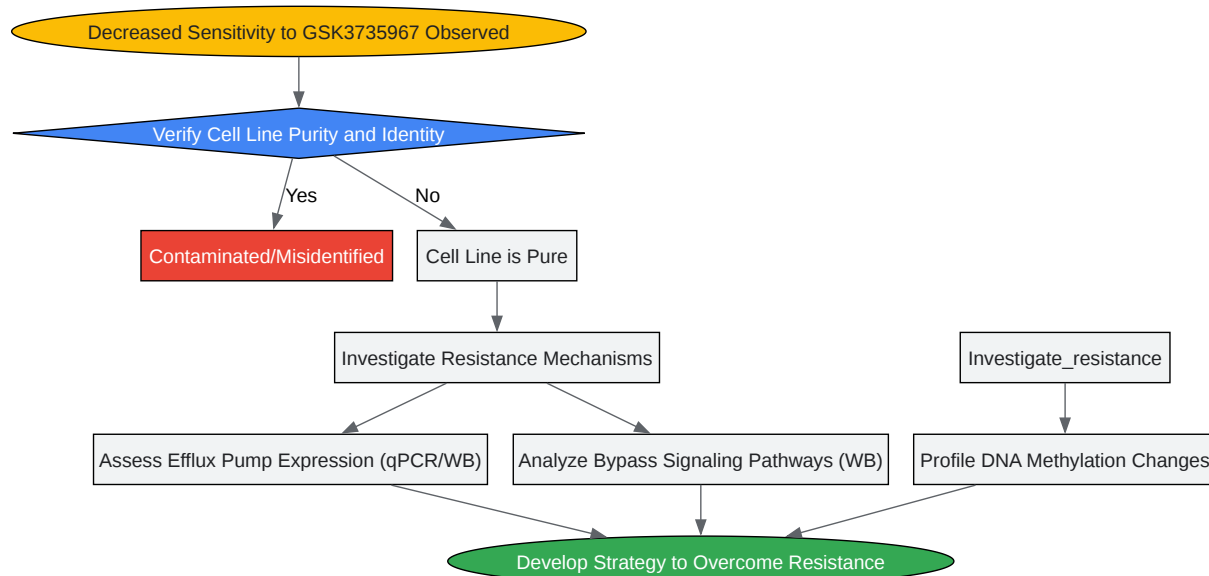 Decreased Sensitivity to GSK3735967 Observed
Verify Cell Line Purity and Identity
Yes
No
Contaminated/Misidentified
Cell Line is Pure
Investigate Resistance Mechanisms
Investigate_resistance
Assess Efflux Pump Expression (qPCR/WB)
Analyze Bypass Signaling Pathways (WB)
Profile DNA Methylation Changes
Develop Strategy to Overcome Resistance